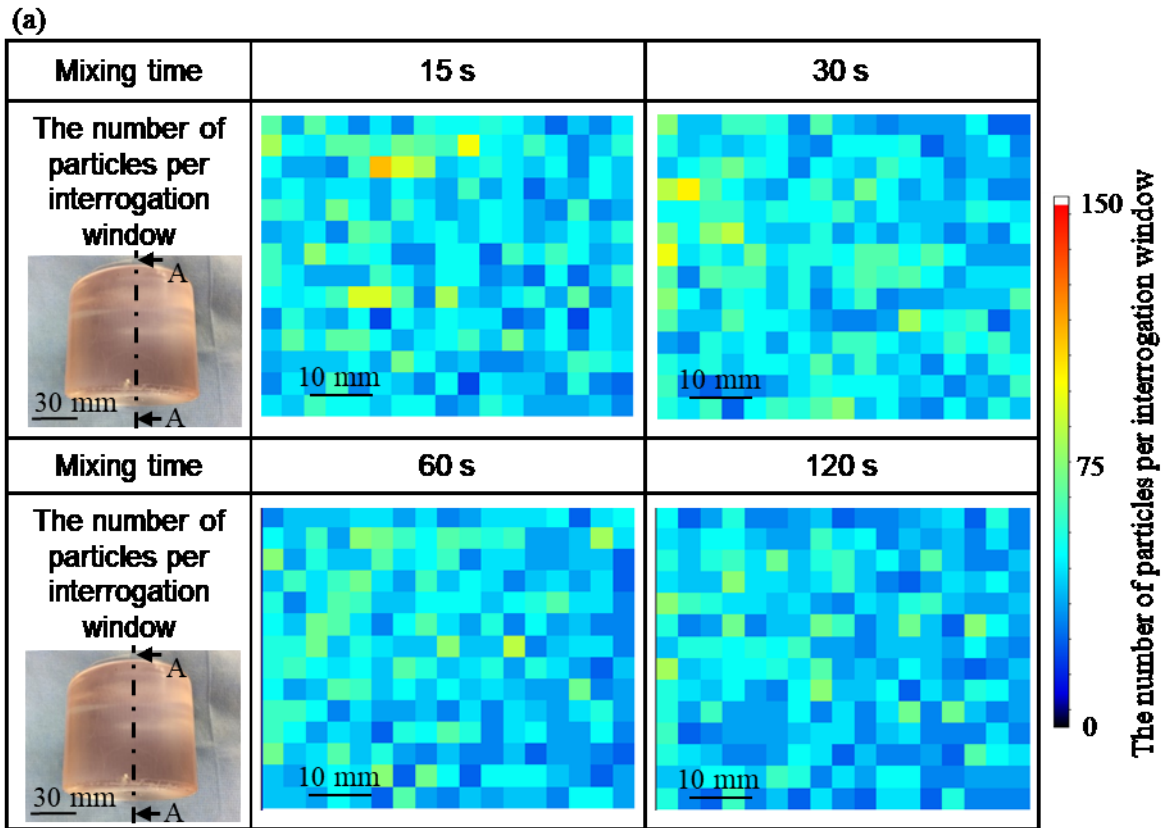 (a)
Mixing time
15 s
30 s
The number of
particles per
interrogation
window
A
30 mm
A
10 mm
10 mm
Mixing time
60 s
120 s
The number of
particles per
interrogation
window
A
30 mm
A
10 mm
10 mm
150
75
0
The number of particles per interrogation window